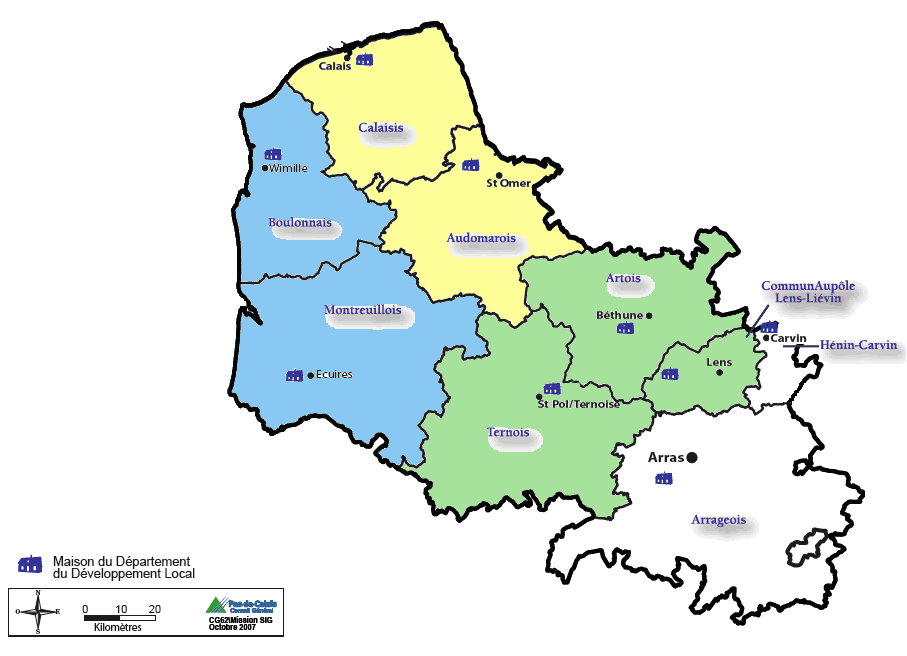 Calais
Calaisis
Wimille
St Omer
Boulonnais
Audomarois
Artois
CommunAupôle
Lens-Liévin
Montreuillois
Béthune
Carvin
Hénin-Carvin
Lens
Ecuires
St Pol/Ternoise
Ternois
Arras
Arrageois
Maison du Département
du Développement Local
N
O
E
S
0 10 20
Kilomètres
Pas-de-Calais
Conseil Général
CG62\Mission SIG
Octobre 2007